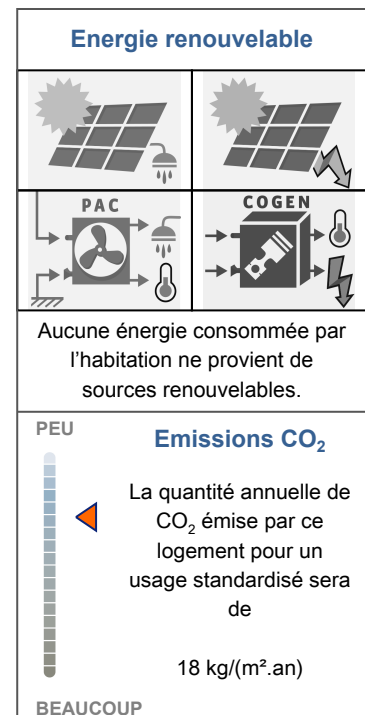 Energie renouvelable
PAC
COGEN
Aucune énergie consommée par
l'habitation ne provient de
sources renouvelables.
PEU
Emissions CO₂
La quantité annuelle de
CO₂ émise par ce
logement pour un
usage standardisé sera
de
18 kg/(m².an)
BEAUCOUP